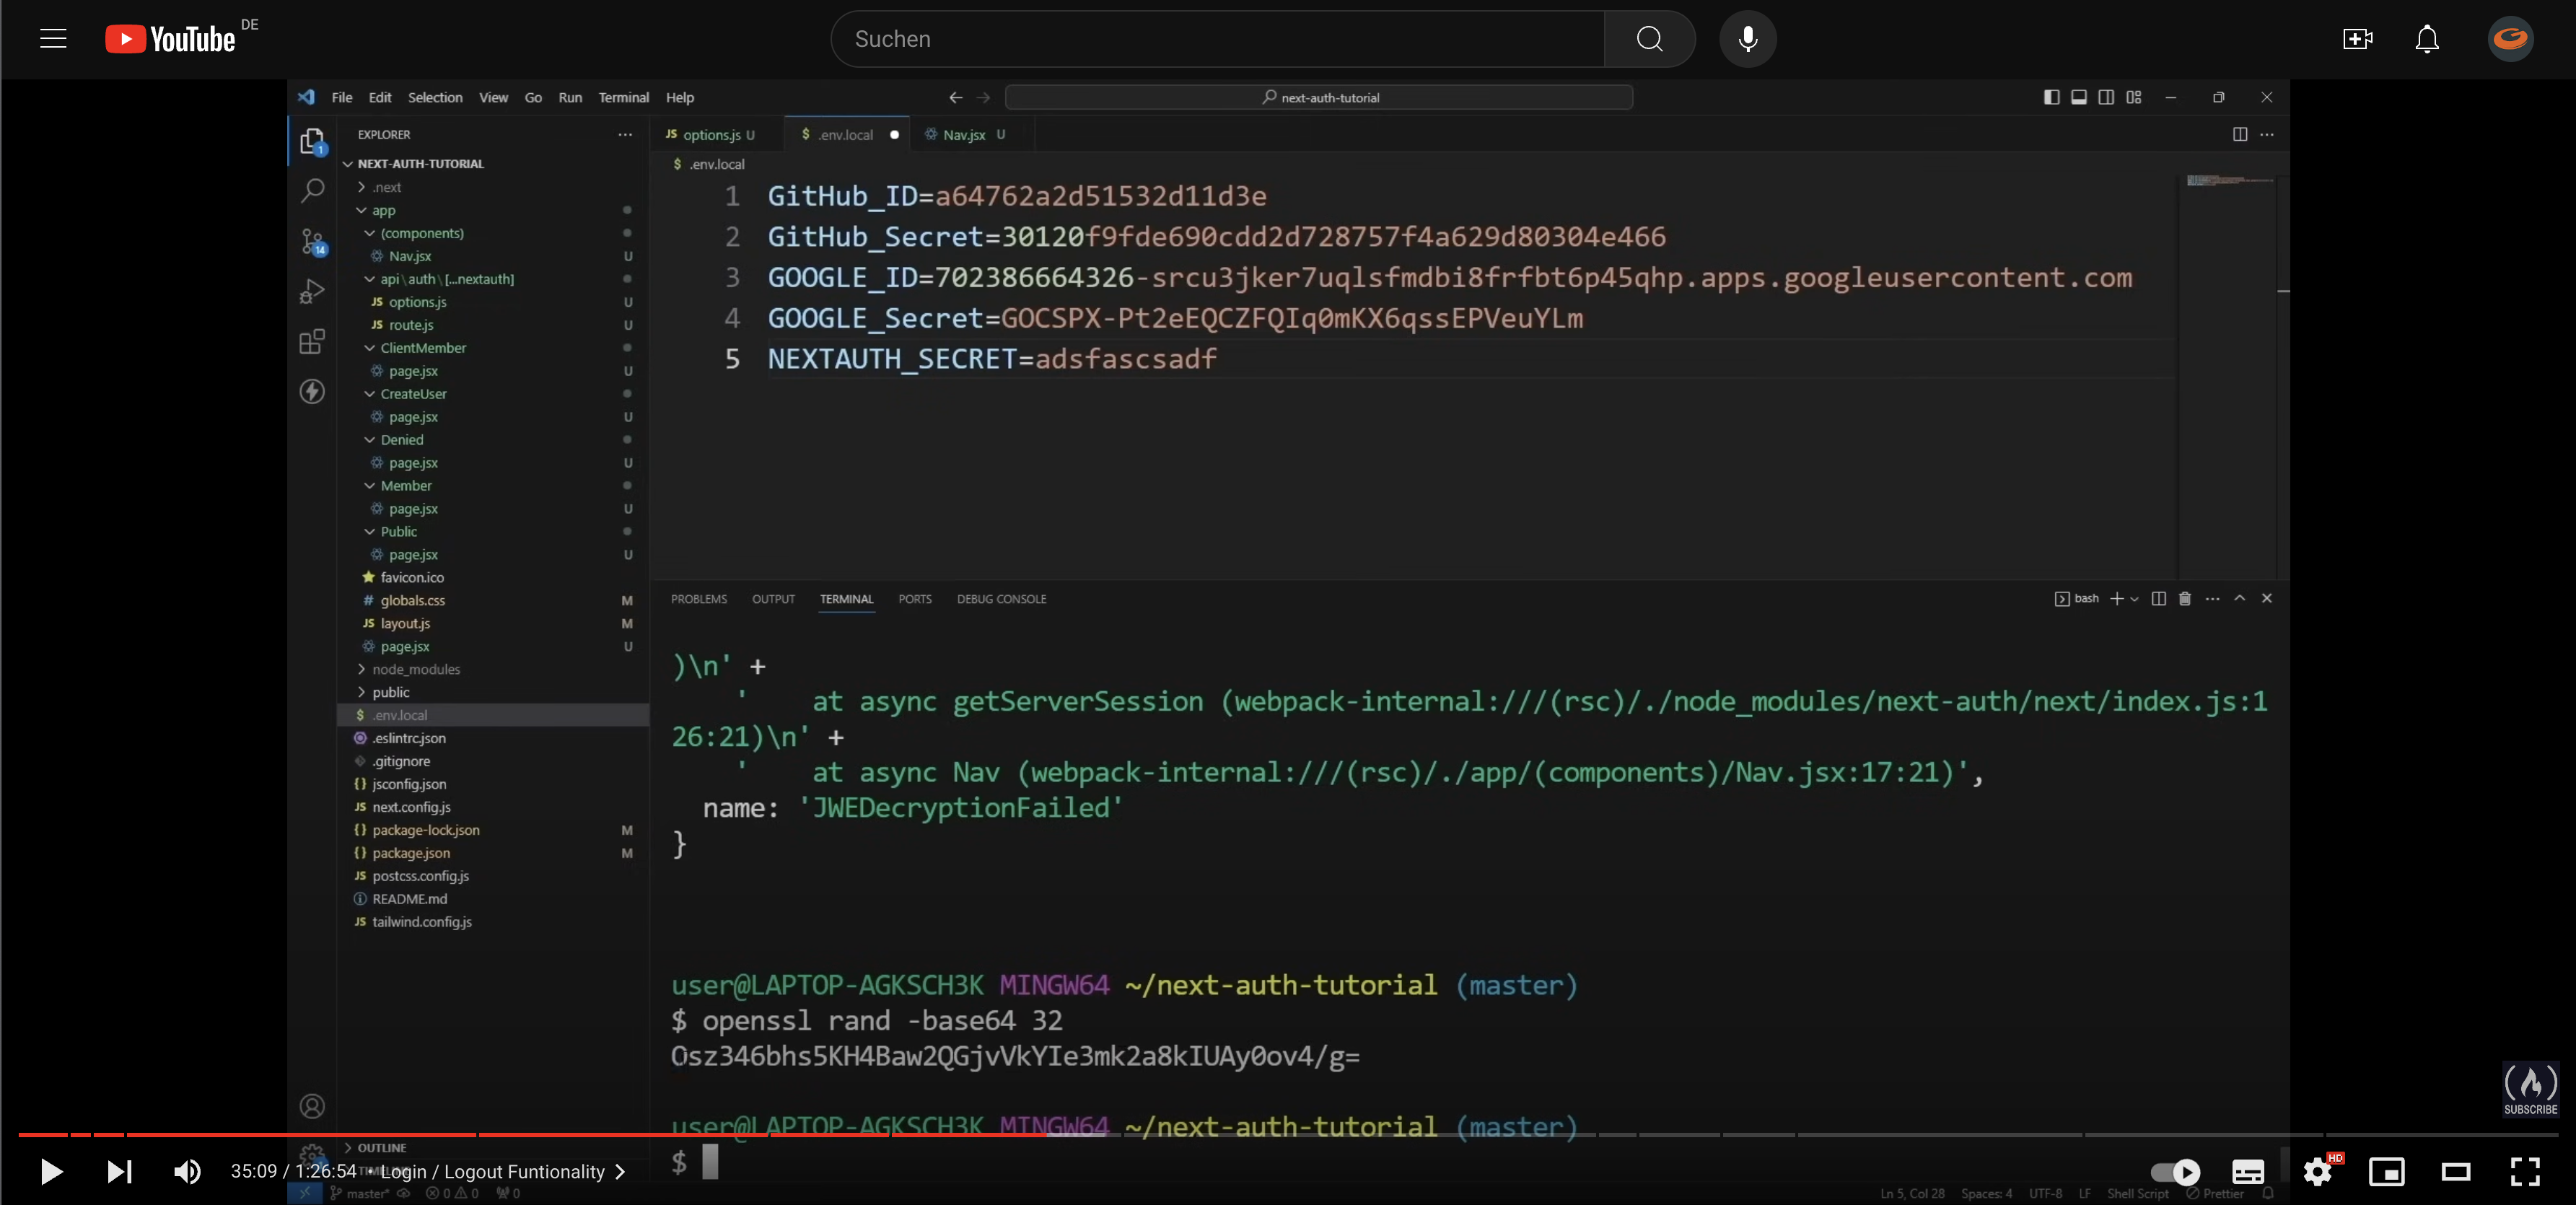 YouTube DE
Suchen
File Edit Selection View Go Run Terminal Help
next-auth-tutorial
EXPLORER
NEXT-AUTH-TUTORIAL
.next
app
(components)
Nav.jsx U
api\auth\[...nextauth]
options.js U
route.js U
ClientMember
page.jsx U
CreateUser
page.jsx U
Denied
page.jsx U
Member
page.jsx U
Public
page.jsx U
favicon.ico
# globals.css M
JS layout.js M
page.jsx U
node_modules
public
$ .env.local
.eslintrc.json
.gitignore
{} jsconfig.json
JS next.config.js
{} package-lock.json M
{} package.json M
JS postcss.config.js
README.md
JS tailwind.config.js
OUTLINE
1
14
JS options.js U $ .env.local Nav.jsx U
$ .env.local
1 GitHub_ID=a64762a2d51532d11d3e
2 GitHub_Secret=30120f9fde690cdd2d728757f4a629d80304e466
3 GOOGLE_ID=702386664326-srcu3jker7uqlsfmdbi8frfbt6p45qhp.apps.googleusercontent.com
4 GOOGLE_Secret=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
5 NEXTAUTH_SECRET=adsfascsadf
PROBLEMS OUTPUT TERMINAL PORTS DEBUG CONSOLE
bash
)\n' +
' at async getServerSession (webpack-internal:///(rsc)/./node_modules/next-auth/next/index.js:1
26:21)\n' +
' at async Nav (webpack-internal:///(rsc)/./app/(components)/Nav.jsx:17:21)',
name: 'JWEDecryptionFailed'
}
user@LAPTOP-AGKSCH3K MINGW64 ~/next-auth-tutorial (master)
$ openssl rand -base64 32
Osz346bhs5KH4Baw2QGjvVkYIe3mk2a8kIUAy0ov4/g=
user@LAPTOP-AGKSCH3K MINGW64 ~/next-auth-tutorial (master)
$
SUBSCRIBE
35:09 / 1:26:54 • Login / Logout Funtionality
HD
master* 0 0 0
Ln 5, Col 28 Spaces: 4 UTF-8 LF Shell Script Prettier